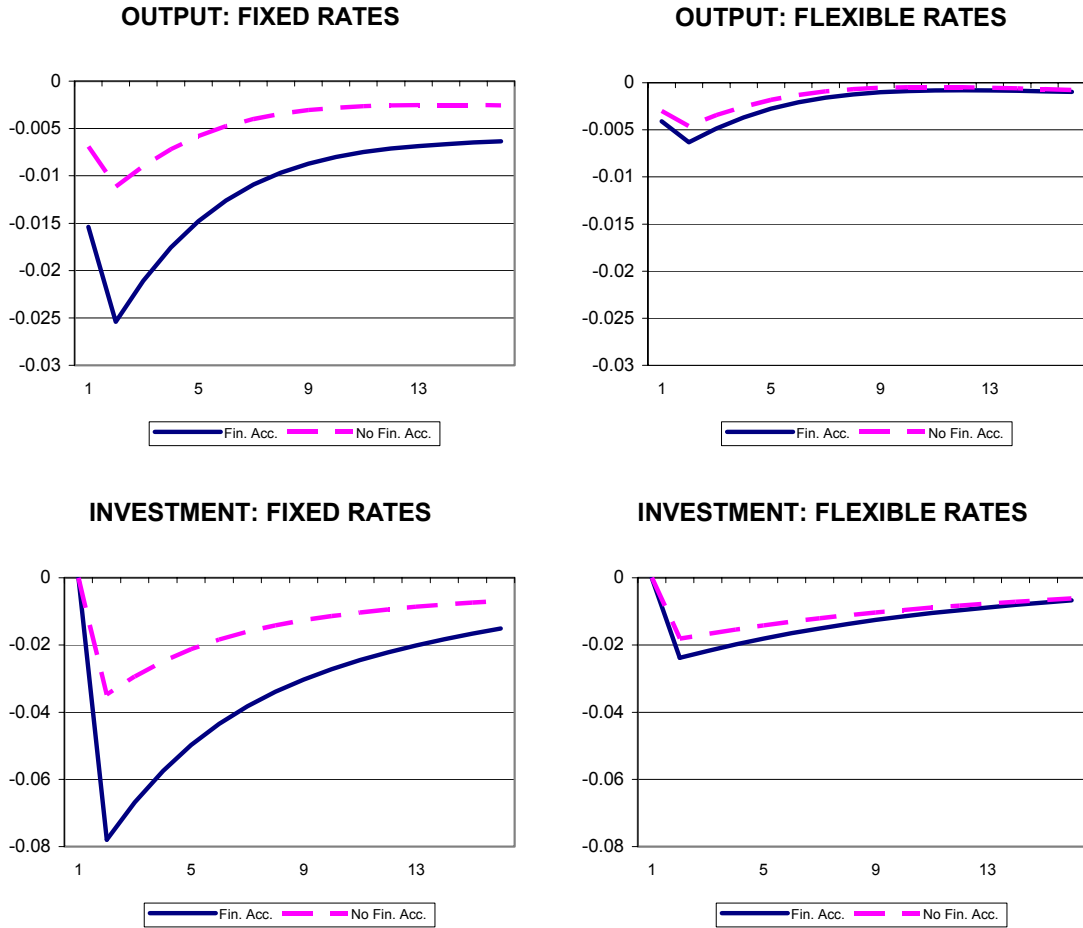 OUTPUT: FIXED RATES
0
-0.005
-0.01
-0.015
-0.02
-0.025
-0.03
1 5 9 13
Fin. Acc. No Fin. Acc.
OUTPUT: FLEXIBLE RATES
0
-0.005
-0.01
-0.015
-0.02
-0.025
-0.03
1 5 9 13
Fin. Acc. No Fin. Acc.
INVESTMENT: FIXED RATES
0
-0.02
-0.04
-0.06
-0.08
1 5 9 13
Fin. Acc. No Fin. Acc.
INVESTMENT: FLEXIBLE RATES
0
-0.02
-0.04
-0.06
-0.08
1 5 9 13
Fin. Acc. No Fin. Acc.